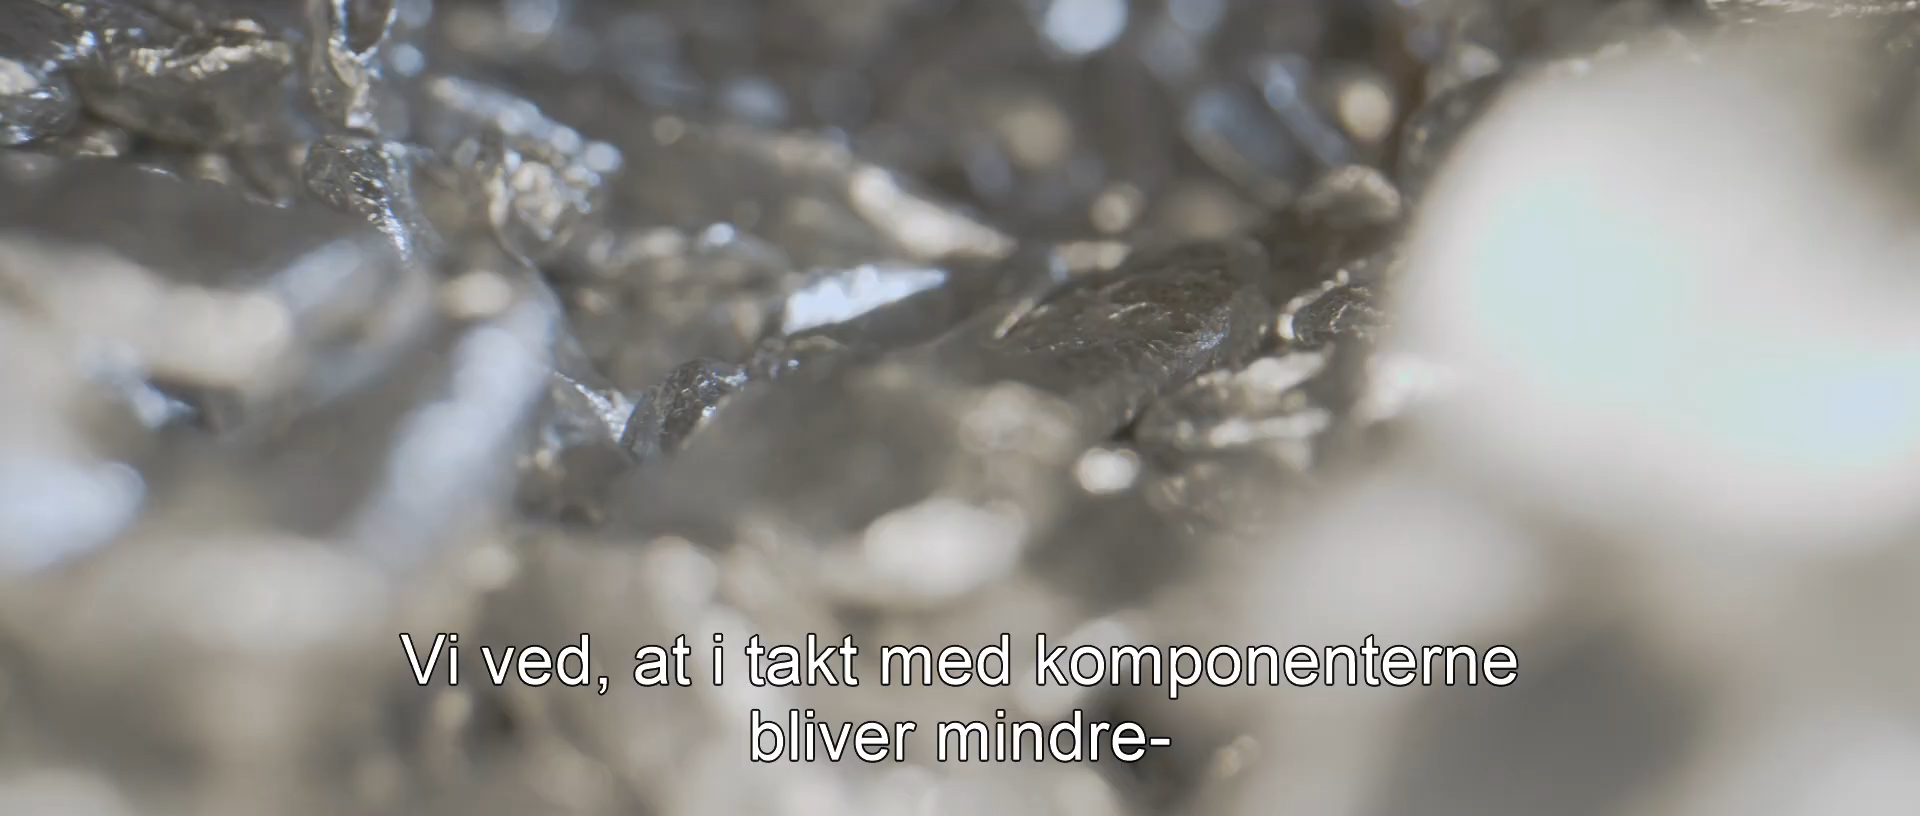 Vi ved, at i takt med komponenterne
bliver mindre-